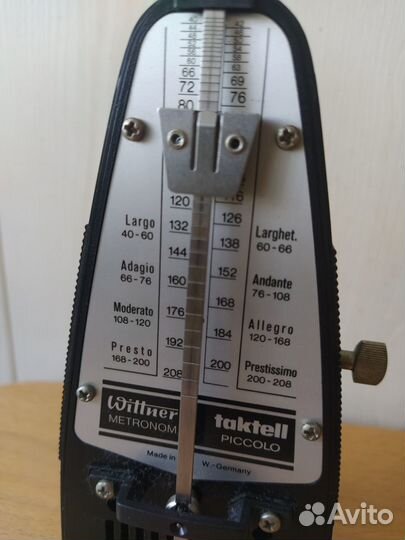 66 63
72 69
80 76
120 116
132 126
144 138
160 152
176 168
192 184
208 200
Largo
40-60
Adagio
66-76
Moderato
108-120
Presto
168-200
Larghet.
60-66
Andante
76-108
Allegro
120-168
Prestissimo
200-208
Wittner
METRONOM
taktell
PICCOLO
Made in W.-Germany
Avito